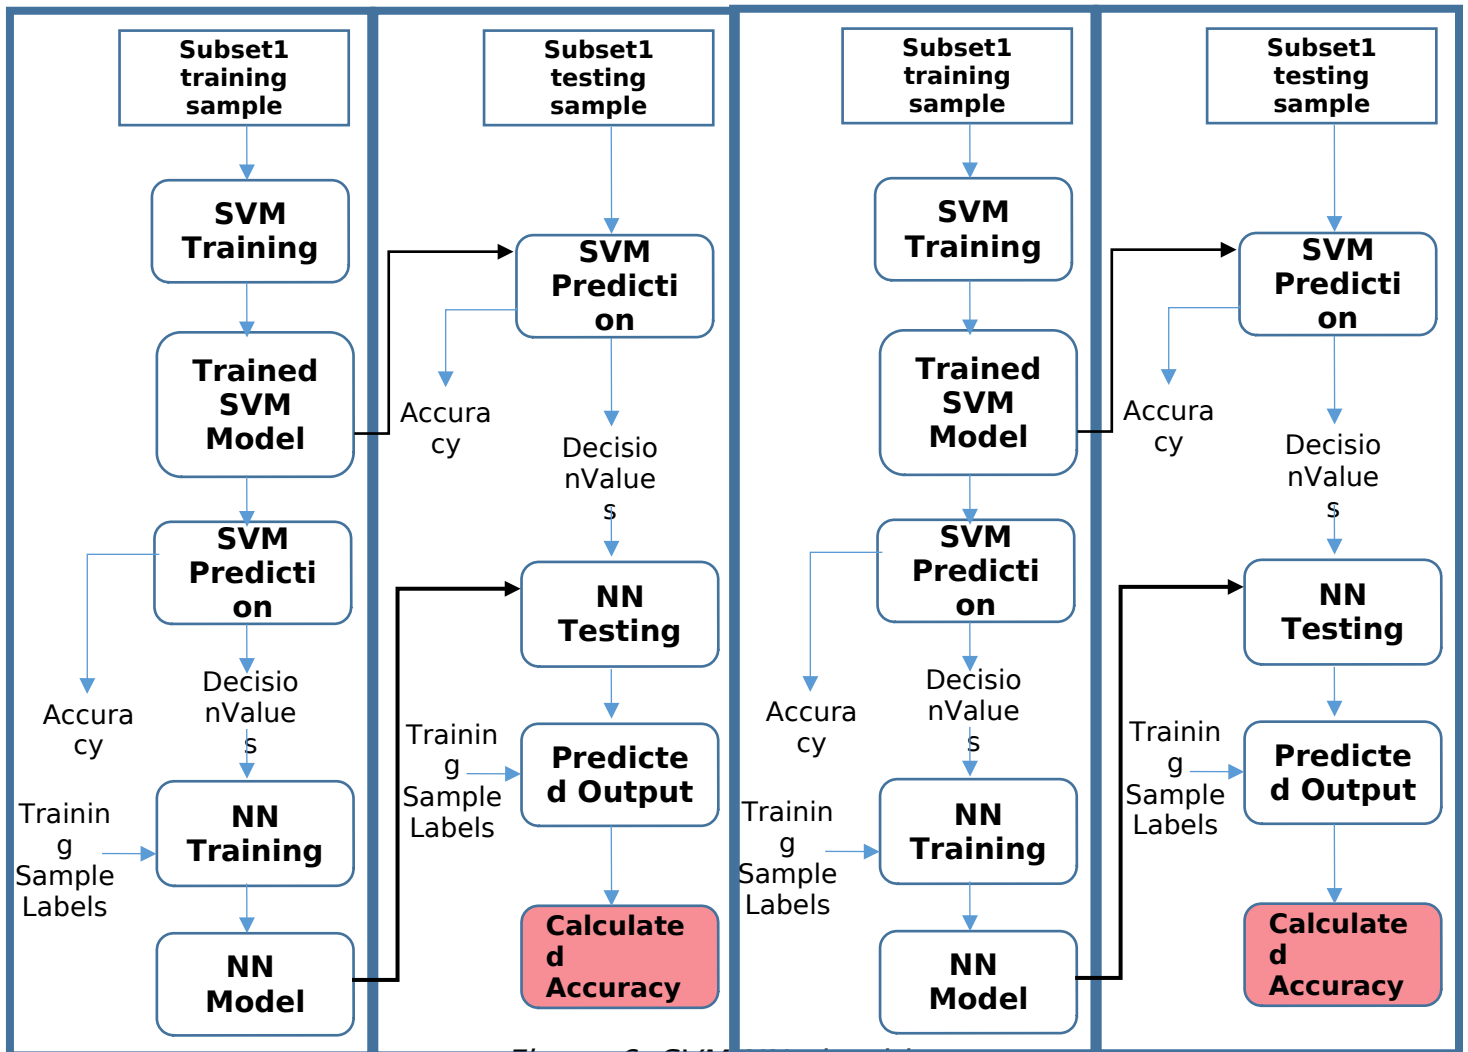 Subset1
training
sample
SVM
Training
Trained
SVM
Model
SVM
Predicti
on
Accura
cy
Decisio
nValue
s
Trainin
g
Sample
Labels
NN
Training
NN
Model
Subset1
testing
sample
SVM
Predicti
on
Accura
cy
Decisio
nValue
s
NN
Testing
Trainin
g
Sample
Labels
Predicte
d Output
Calculate
d
Accuracy
Subset1
training
sample
SVM
Training
Trained
SVM
Model
SVM
Predicti
on
Accura
cy
Decisio
nValue
s
Trainin
g
Sample
Labels
NN
Training
NN
Model
Subset1
testing
sample
SVM
Predicti
on
Accura
cy
Decisio
nValue
s
NN
Testing
Trainin
g
Sample
Labels
Predicte
d Output
Calculate
d
Accuracy